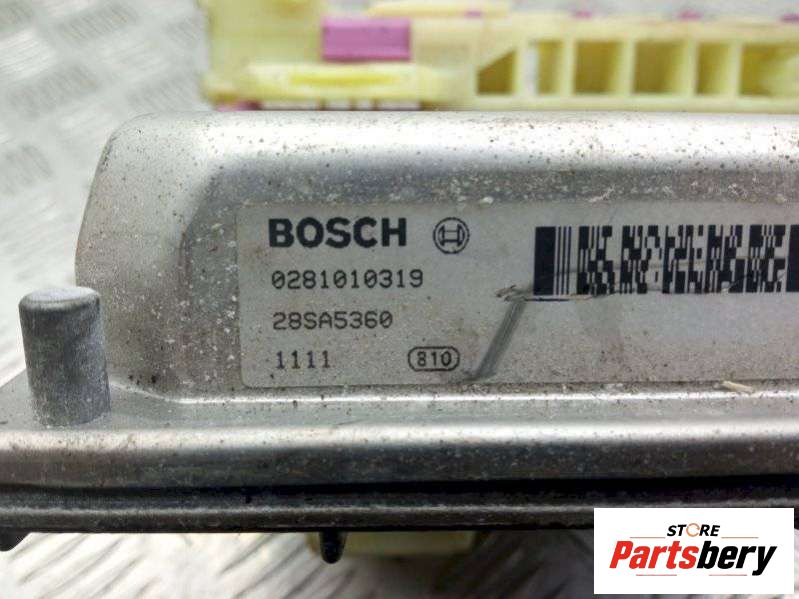 BOSCH
0281010319
28SA5360
1111 810
STORE
Partsbery